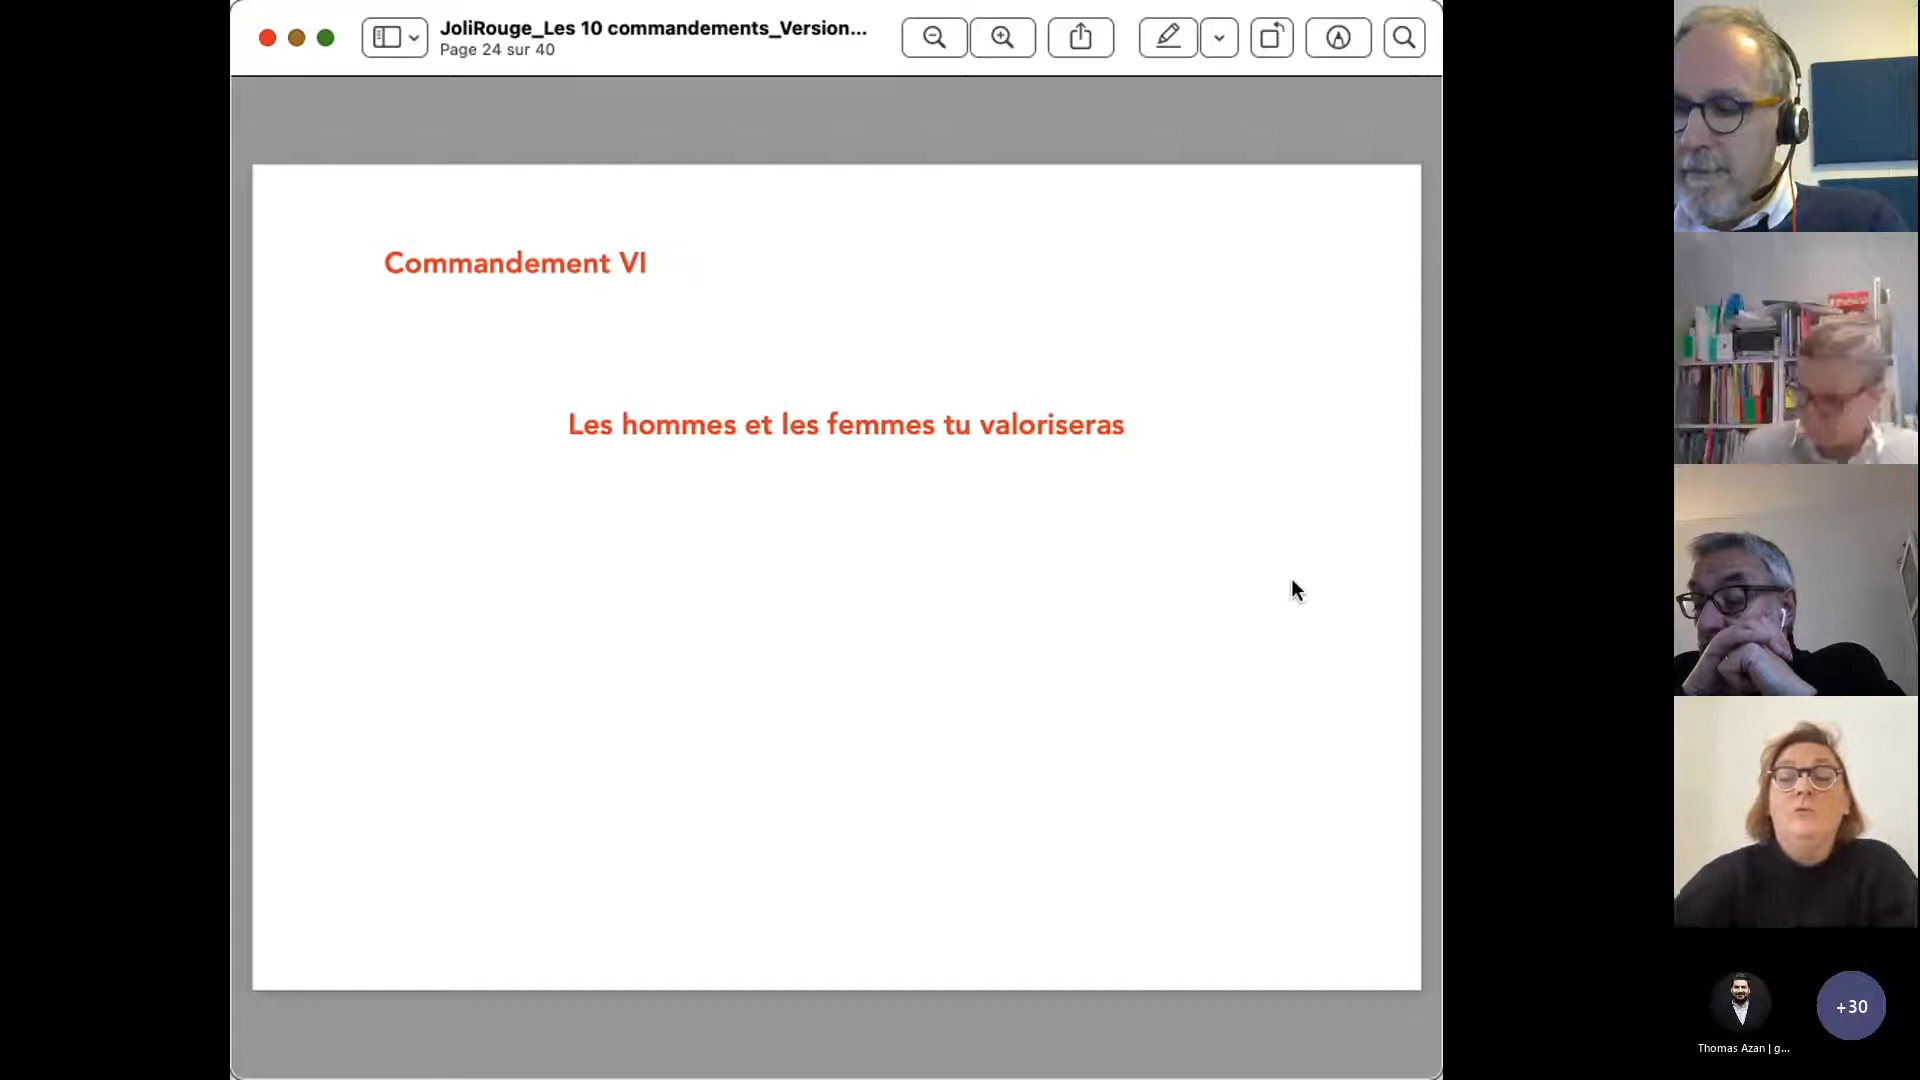 JoliRouge_Les 10 commandements_Version...
Page 24 sur 40
Commandement VI
Les hommes et les femmes tu valoriseras
+30
Thomas Azan | g...